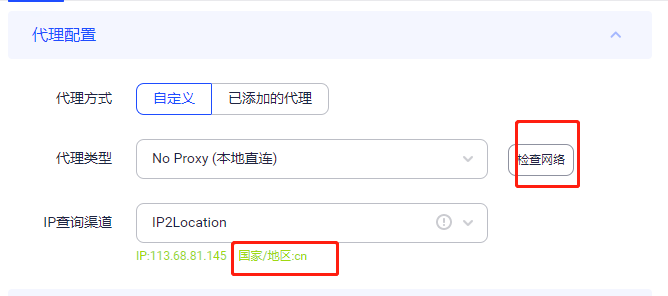 代理配置
代理方式 自定义 已添加的代理
代理类型 No Proxy (本地直连) 检查网络
IP查询渠道 IP2Location
IP:113.68.81.145 国家/地区:cn